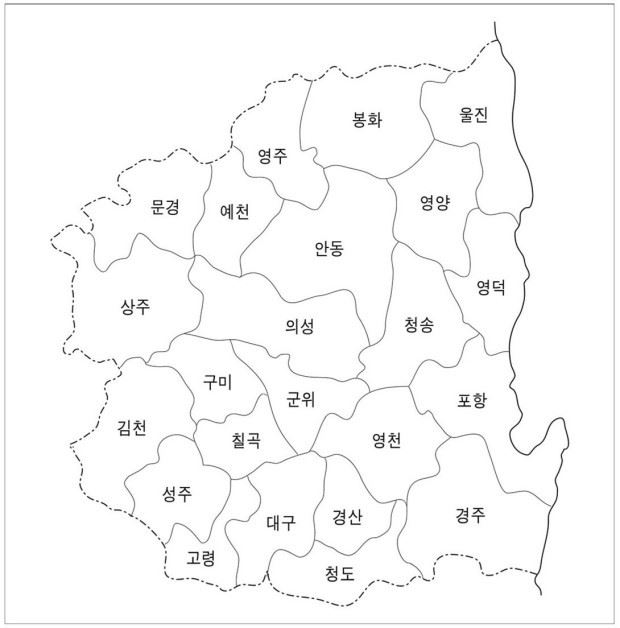 울진
봉화
영주
영양
문경
예천
안동
영덕
상주
의성
청송
구미
군위
포항
김천
칠곡
영천
성주
대구
경산
경주
고령
청도